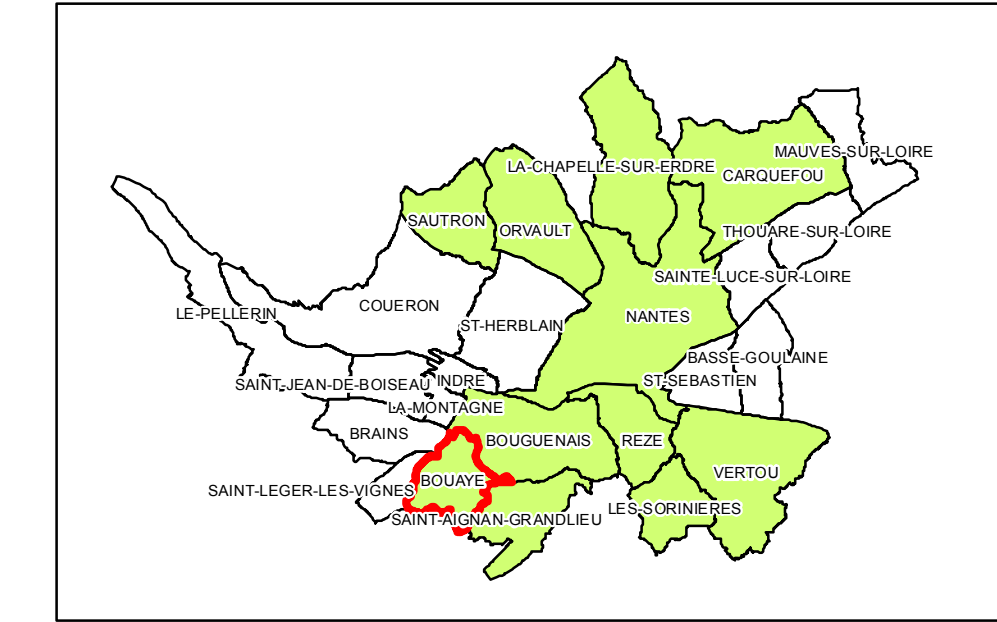 MAUVES-SUR-LOIRE
LA-CHAPELLE-SUR-ERDRE
CARQUEFOU
SAUTRON
ORVAULT
THOUARE-SUR-LOIRE
SAINTE-LUCE-SUR-LOIRE
COUERON
LE-PELLERIN
NANTES
ST-HERBLAIN
BASSE-GOULAINE
SAINT-JEAN-DE-BOISEAU
INDRE
ST-SEBASTIEN
LA-MONTAGNE
BRAINS
BOUGUENAIS
REZE
VERTOU
BOUAYE
SAINT-LEGER-LES-VIGNES
LES-SORINIERES
SAINT-AIGNAN-GRANDLIEU